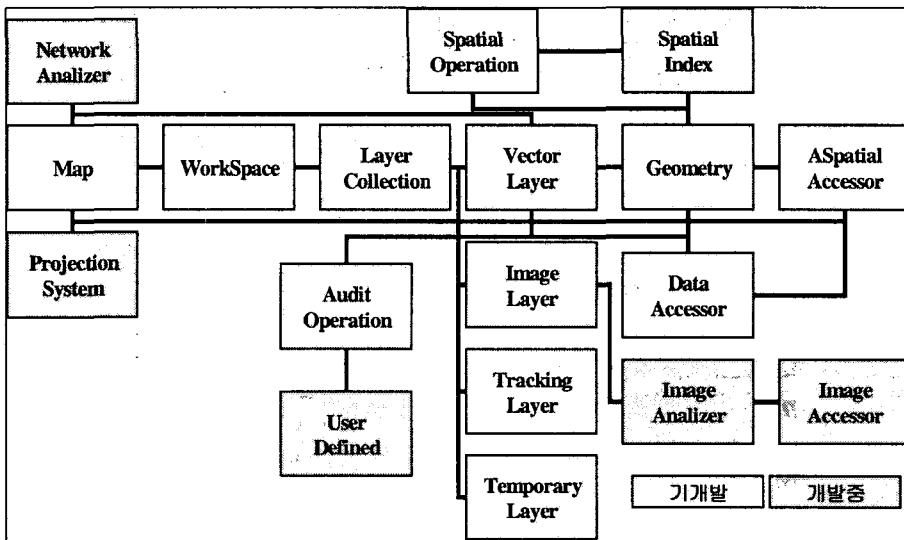 Network
Analizer
Spatial
Operation
Spatial
Index
Map
WorkSpace
Layer
Collection
Vector
Layer
Geometry
ASpatial
Accessor
Projection
System
Audit
Operation
Image
Layer
Data
Accessor
User
Defined
Tracking
Layer
Image
Analizer
Image
Accessor
Temporary
Layer
기개발
개발중